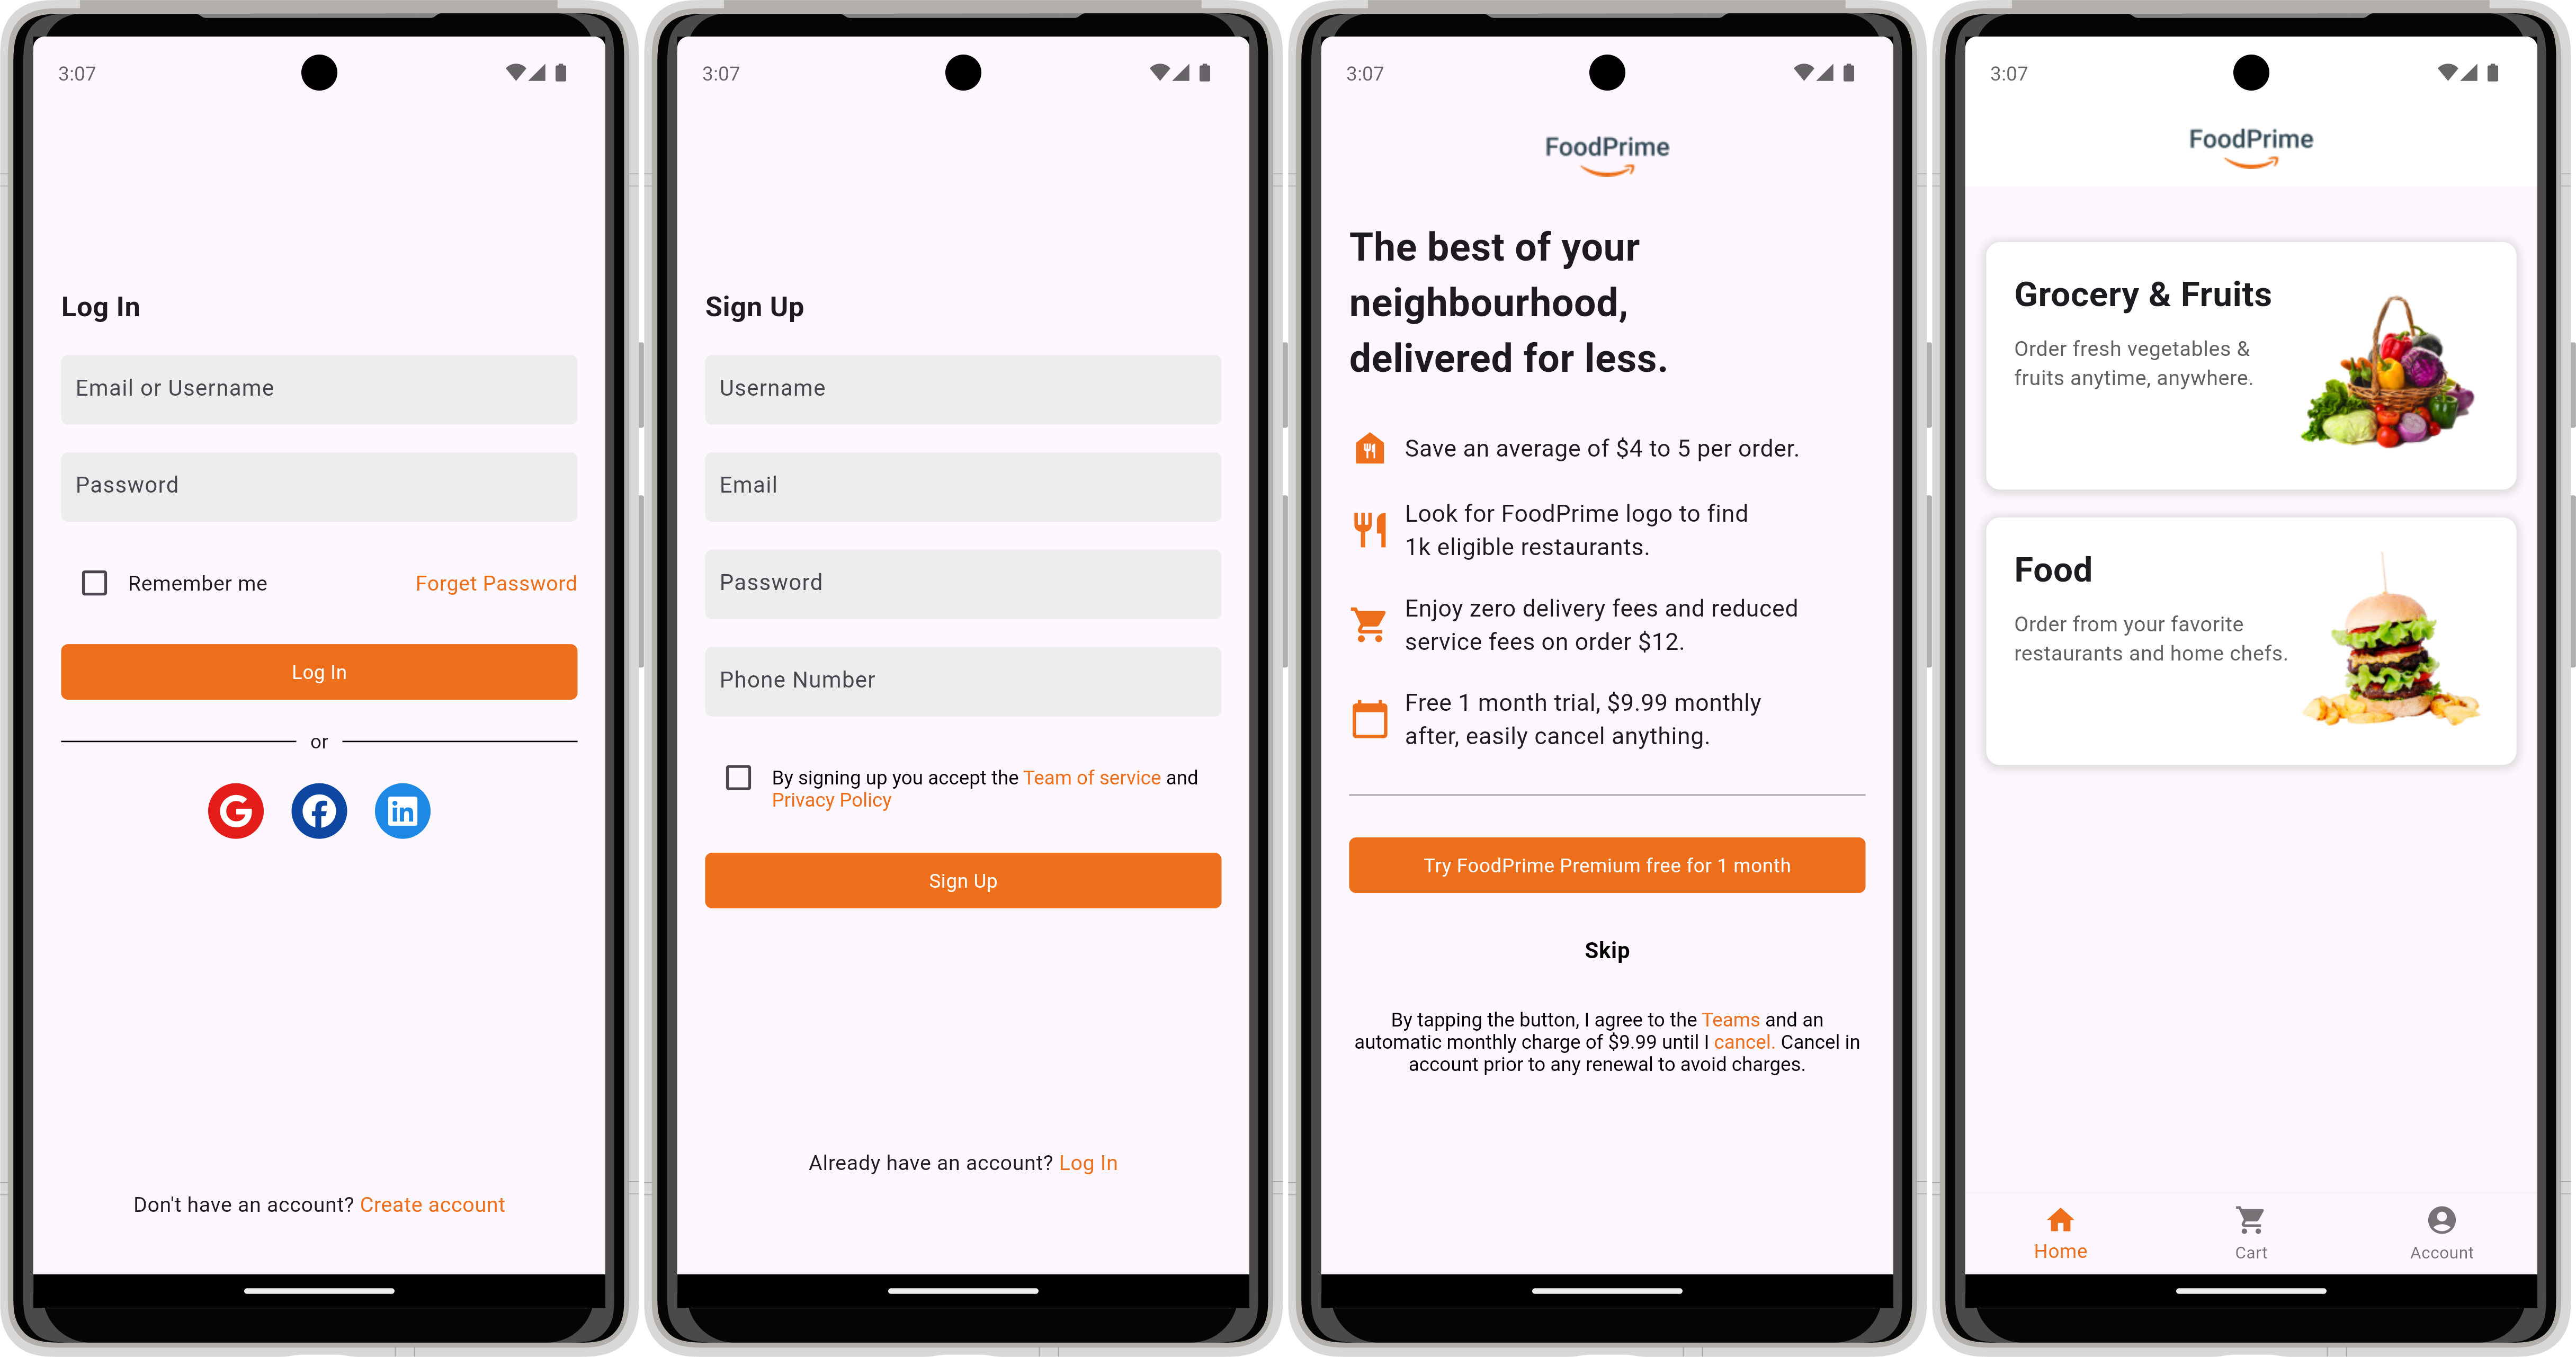 3:07
Log In
Email or Username
Password
Remember me
Forget Password
Log In
or
Don't have an account? Create account
3:07
Sign Up
Username
Email
Password
Phone Number
By signing up you accept the Team of service and
Privacy Policy
Sign Up
Already have an account? Log In
3:07
FoodPrime
The best of your
neighbourhood,
delivered for less.
Save an average of $4 to 5 per order.
Look for FoodPrime logo to find
1k eligible restaurants.
Enjoy zero delivery fees and reduced
service fees on order $12.
Free 1 month trial, $9.99 monthly
after, easily cancel anything.
Try FoodPrime Premium free for 1 month
Skip
By tapping the button, I agree to the Teams and an
automatic monthly charge of $9.99 until I cancel. Cancel in
account prior to any renewal to avoid charges.
3:07
FoodPrime
Grocery & Fruits
Order fresh vegetables &
fruits anytime, anywhere.
Food
Order from your favorite
restaurants and home chefs.
Home
Cart
Account